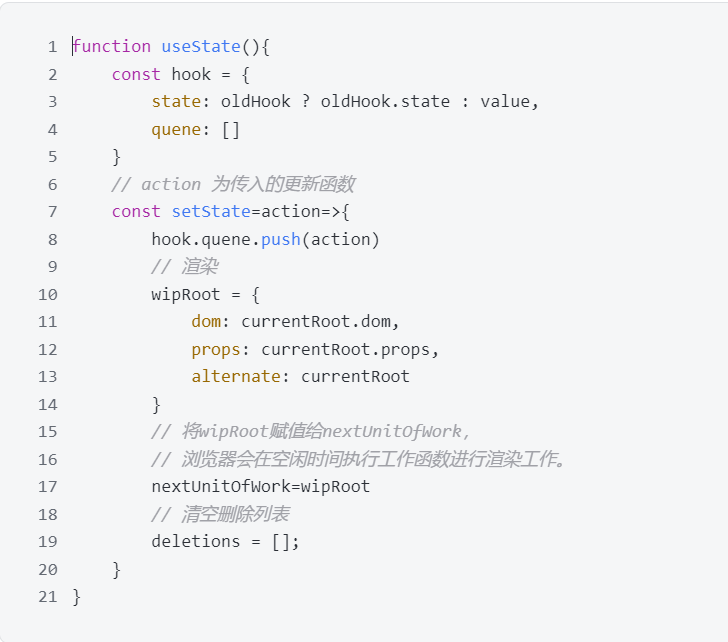 1 function useState(){
2 const hook = {
3 state: oldHook ? oldHook.state : value,
4 quene: []
5 }
6 // action 为传入的更新函数
7 const setState=action=>{
8 hook.quene.push(action)
9 // 渲染
10 wipRoot = {
11 dom: currentRoot.dom,
12 props: currentRoot.props,
13 alternate: currentRoot
14 }
15 // 将wipRoot赋值给nextUnitOfWork,
16 // 浏览器会在空闲时间执行工作函数进行渲染工作。
17 nextUnitOfWork=wipRoot
18 // 清空删除列表
19 deletions = [];
20 }
21 }